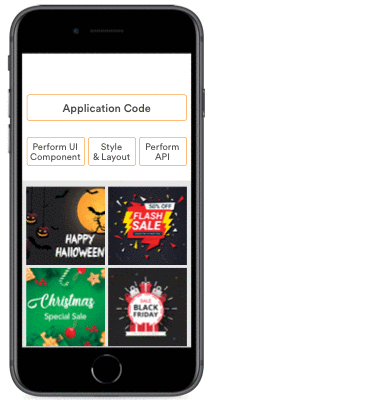 Application Code
Perform UI
Component
Style
& Layout
Perform
API
HAPPY
HALLOWEEN
50% OFF
FLASH
SALE
Christmas
Special Sale
SALE
BLACK
FRIDAY